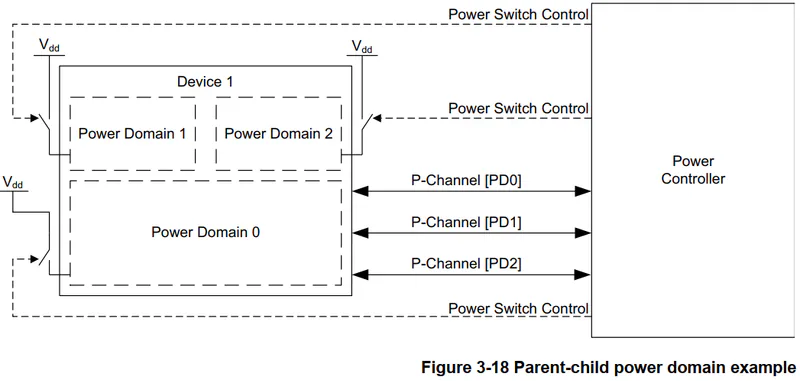 Power Switch Control
Vdd
Vdd
Device 1
Power Domain 1
Power Domain 2
Power Switch Control
Power
Controller
Vdd
P-Channel [PD0]
Power Domain 0
P-Channel [PD1]
P-Channel [PD2]
Power Switch Control
Figure 3-18 Parent-child power domain example